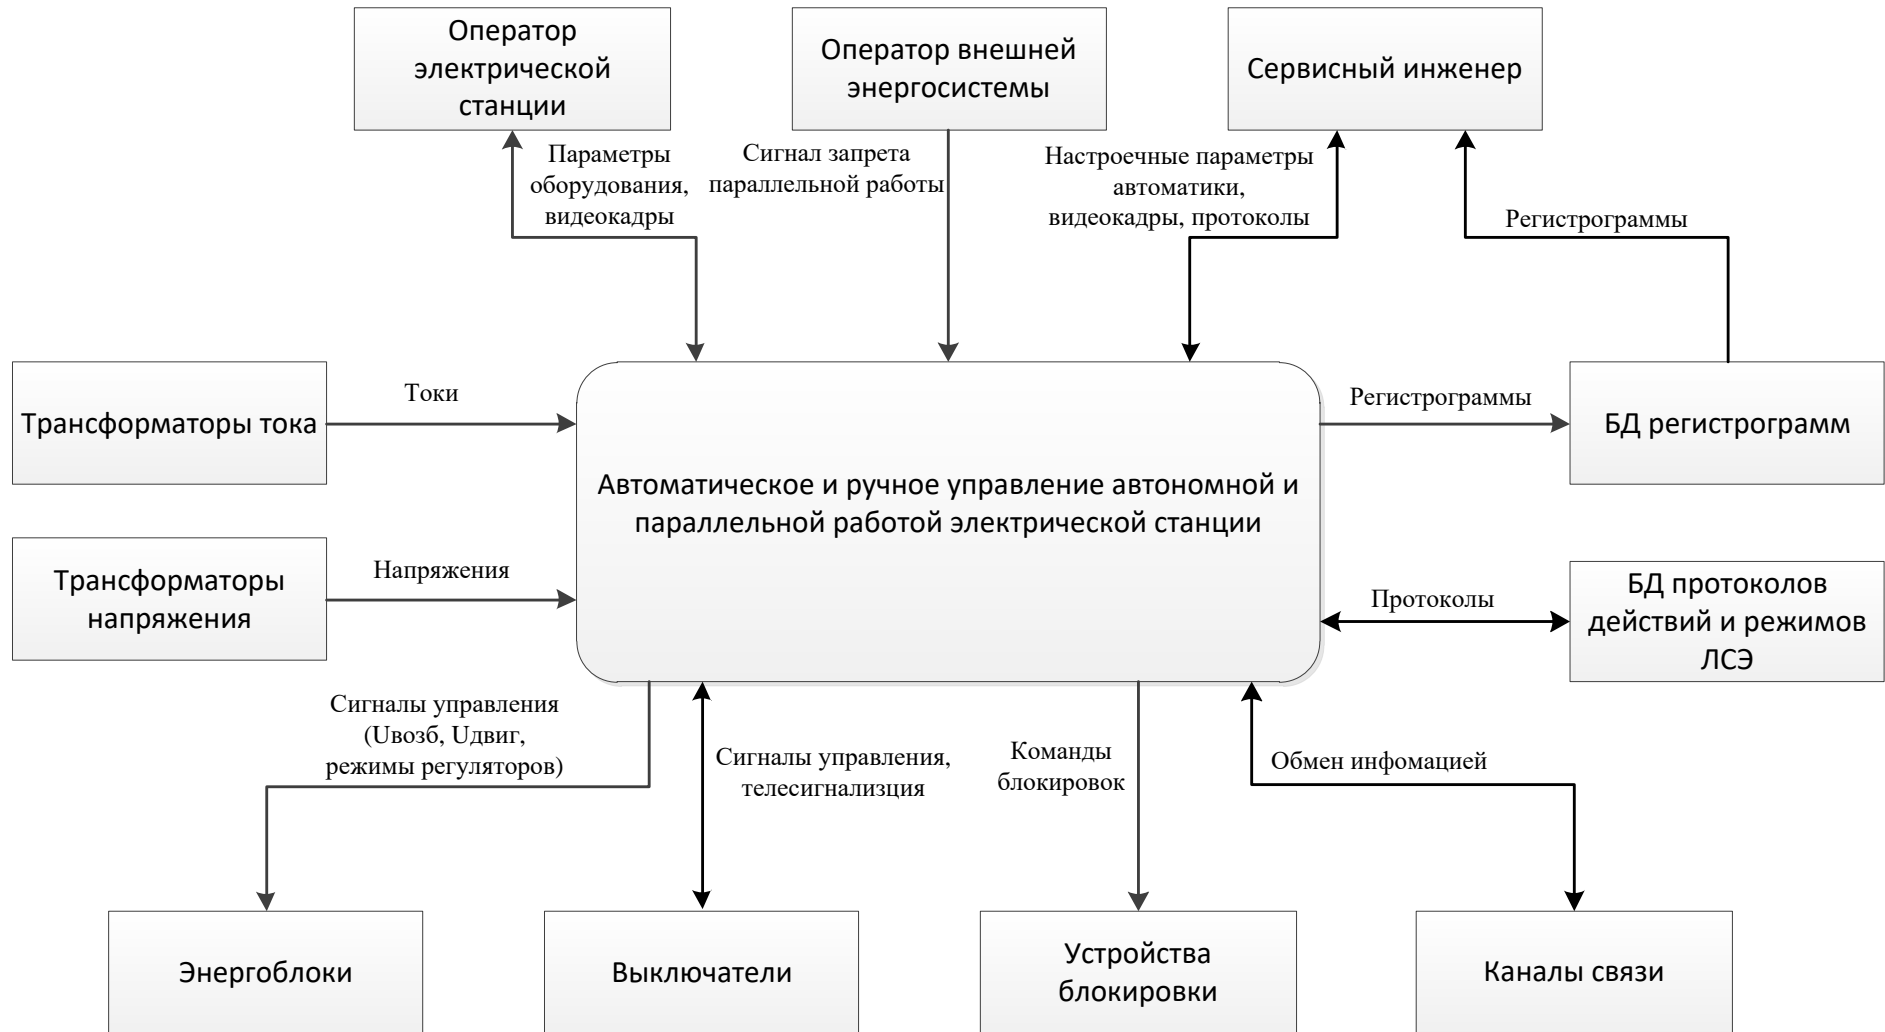 Оператор
электрической
станции
Оператор внешней
энергосистемы
Сервисный инженер
Параметры
оборудования,
видеокадры
Сигнал запрета
параллельной работы
Настроечные параметры
автоматики,
видеокадры, протоколы
Регистрограммы
Трансформаторы тока
Токи
Регистрограммы
БД регистрограмм
Автоматическое и ручное управление автономной и
параллельной работой электрической станции
Трансформаторы
напряжения
Напряжения
Протоколы
БД протоколов
действий и режимов
ЛСЭ
Сигналы управления
(Uвозб, Uдвиг,
режимы регуляторов)
Сигналы управления,
телесигнализция
Команды
блокировок
Обмен инфомацией
Энергоблоки
Выключатели
Устройства
блокировки
Каналы связи